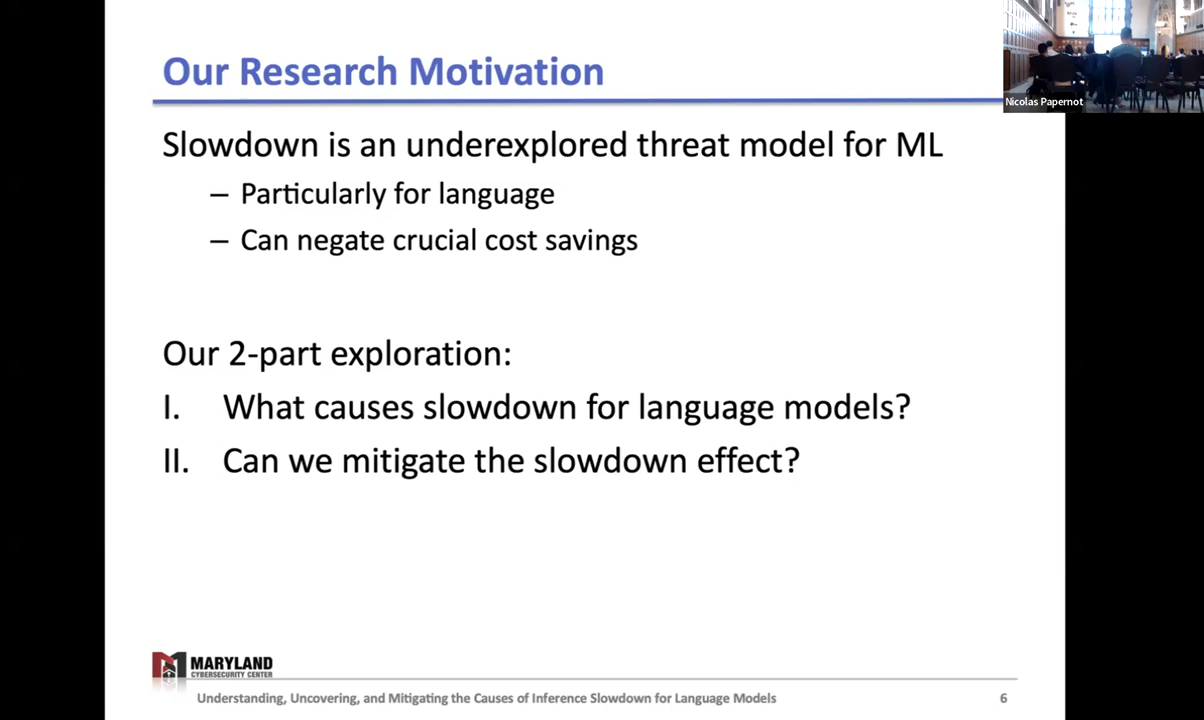 Our Research Motivation
Nicolas Papernot
Slowdown is an underexplored threat model for ML
– Particularly for language
– Can negate crucial cost savings
Our 2-part exploration:
I. What causes slowdown for language models?
II. Can we mitigate the slowdown effect?
MARYLAND
CYBERSECURITY CENTER
Understanding, Uncovering, and Mitigating the Causes of Inference Slowdown for Language Models 6